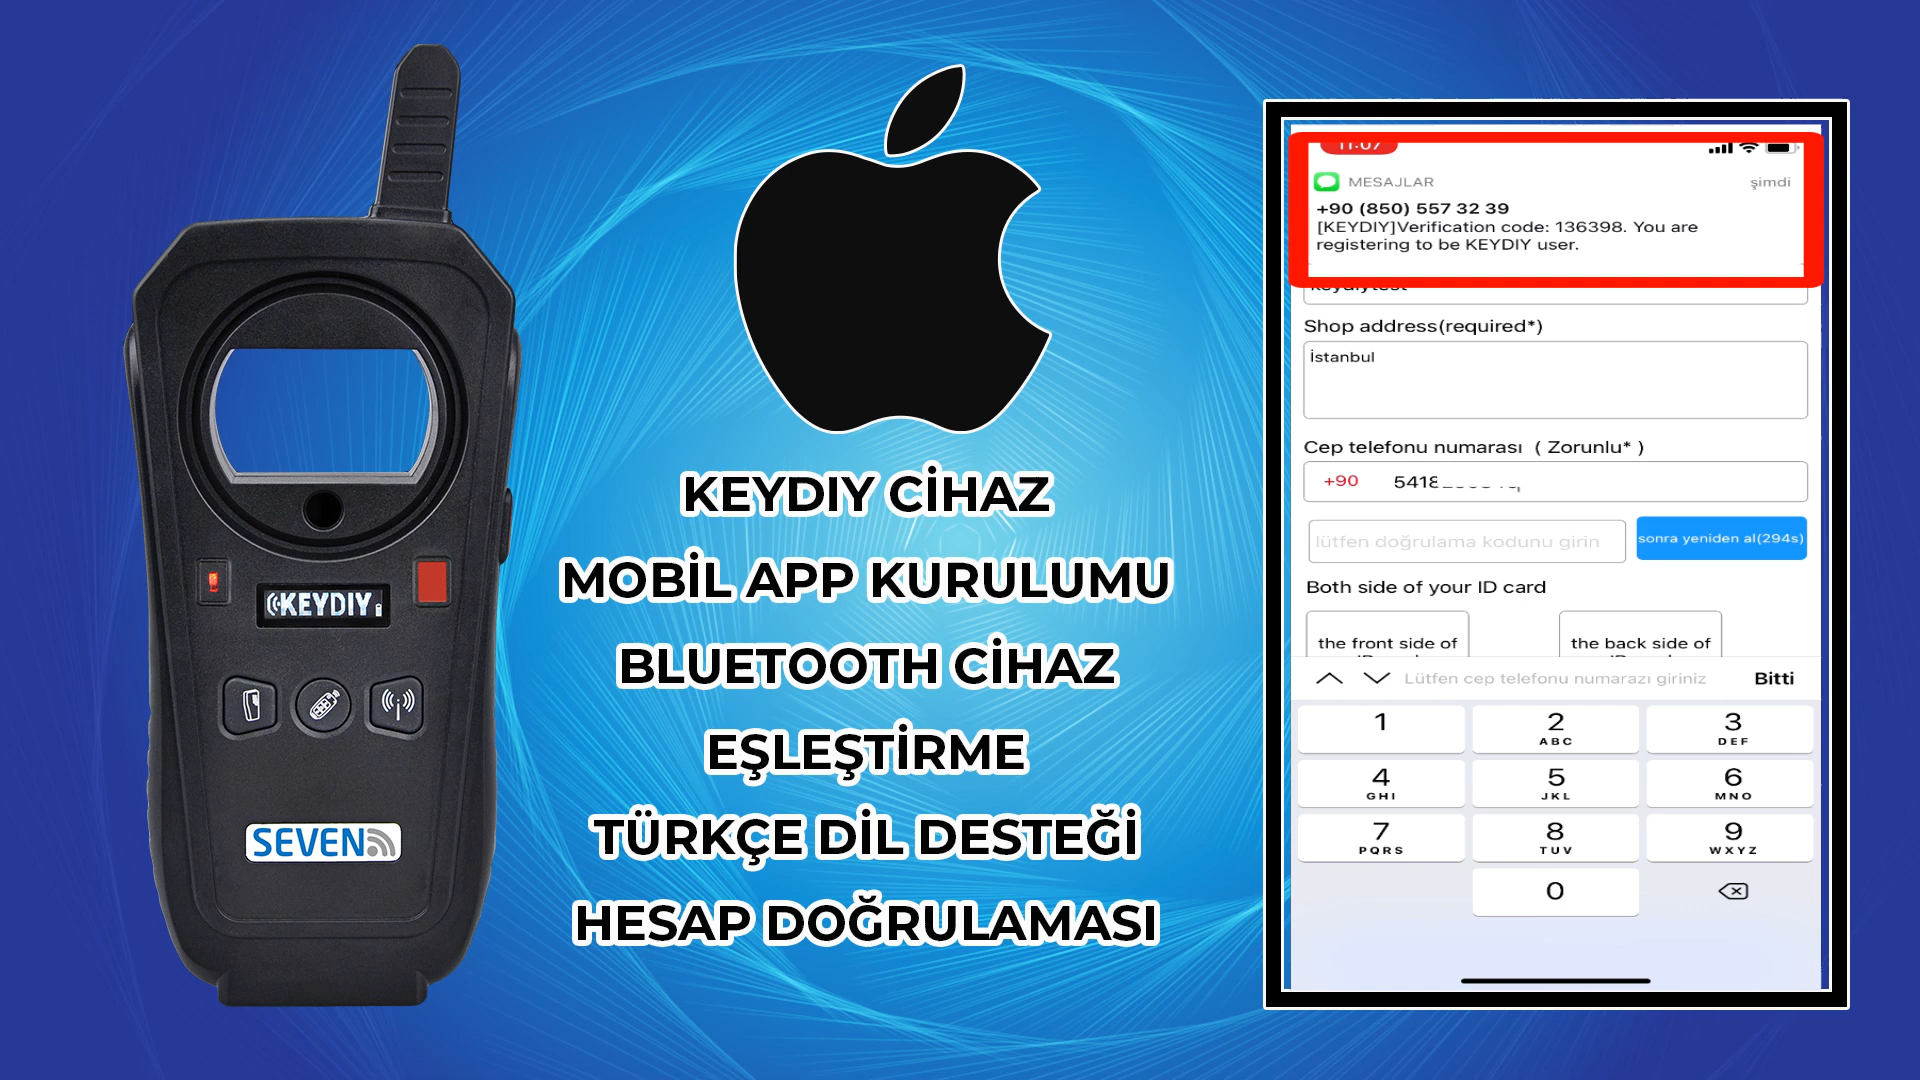 KEYDIY
SEVEN
KEYDIY CİHAZ
MOBİL APP KURULUMU
BLUETOOTH CİHAZ
EŞLEŞTİRME
TÜRKÇE DİL DESTEĞİ
HESAP DOĞRULAMASI
11:07
MESAJLAR şimdi
+90 (850) 557 32 39
[KEYDIY]Verification code: 136398. You are
registering to be KEYDIY user.
keydiytest
Shop address(required*)
İstanbul
Cep telefonu numarası ( Zorunlu* )
+90 5418
lütfen doğrulama kodunu girin
sonra yeniden al(294s)
Both side of your ID card
the front side of
the back side of
Lütfen cep telefonu numarazı giriniz Bitti
1 2 3
ABC DEF
4 5 6
GHI JKL MNO
7 8 9
PQRS TUV WXYZ
0